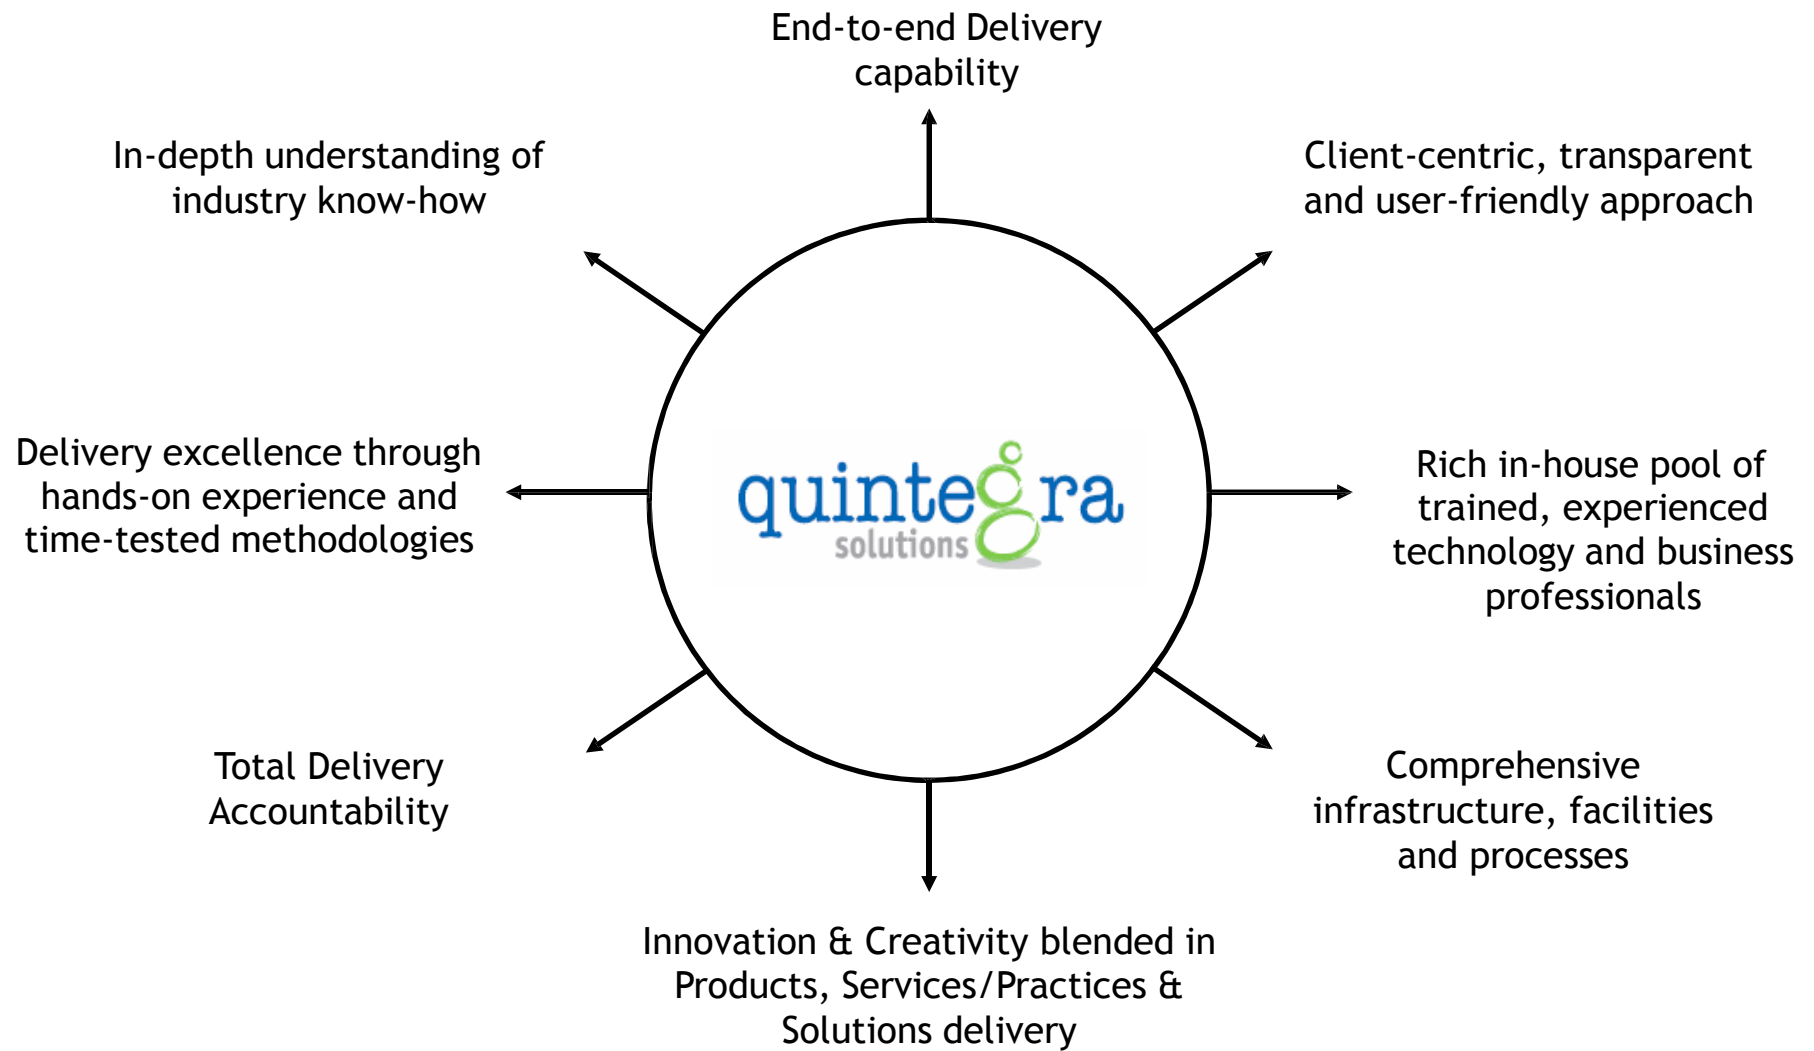 End-to-end Delivery
capability
In-depth understanding of
industry know-how
Client-centric, transparent
and user-friendly approach
Delivery excellence through
hands-on experience and
time-tested methodologies
quintegra
solutions
Rich in-house pool of
trained, experienced
technology and business
professionals
Total Delivery
Accountability
Comprehensive
infrastructure, facilities
and processes
Innovation & Creativity blended in
Products, Services/Practices &
Solutions delivery